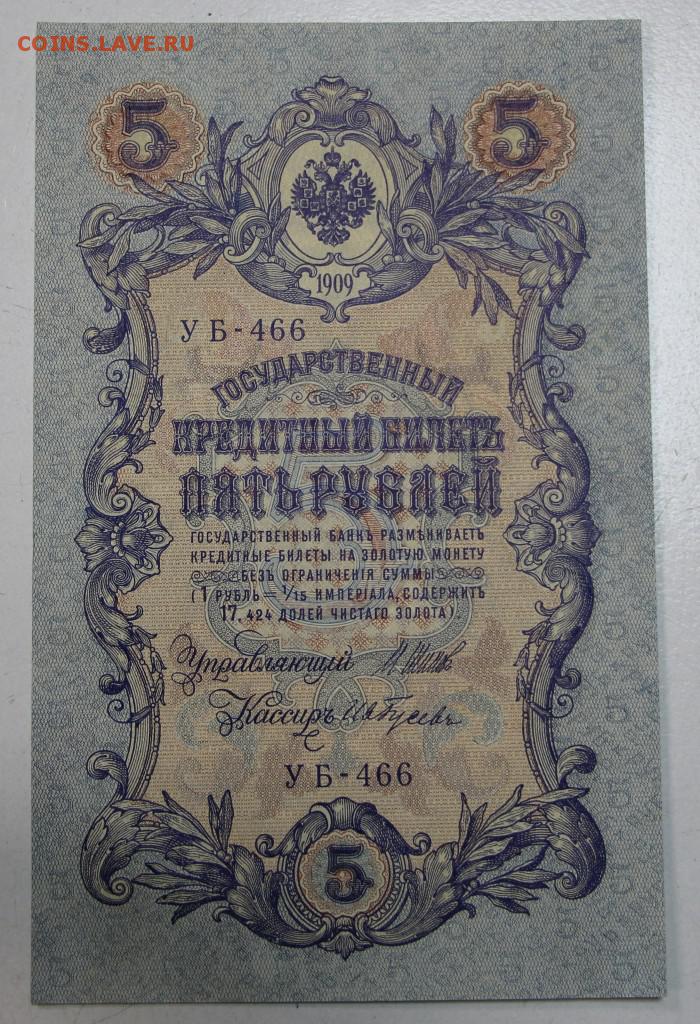 COINS.LAVE.RU
5 5
1909
УБ-466
ГОСУДАРСТВЕННЫЙ
КРЕДИТНЫЙ БИЛЕТЪ
ПЯТЬ РУБЛЕЙ
ГОСУДАРСТВЕННЫЙ БАНКЪ РАЗМѢНИВАЕТЪ
КРЕДИТНЫЕ БИЛЕТЫ НА ЗОЛОТУЮ МОНЕТУ
БЕЗЪ ОГРАНИЧЕНІЯ СУММЫ
(1 РУБЛЬ = 1/15 ИМПЕРІАЛА, СОДЕРЖИТЪ
17,424 ДОЛЕЙ ЧИСТАГО ЗОЛОТА).
Управляющій
Кассиръ
УБ-466
5